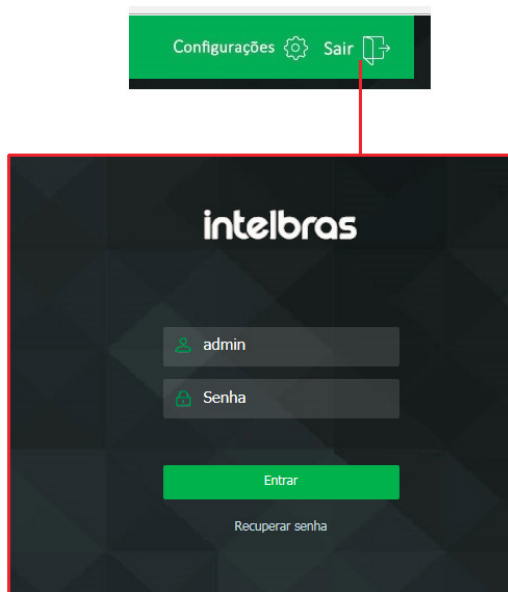 Configurações Sair
intelbras
admin
Senha
Entrar
Recuperar senha